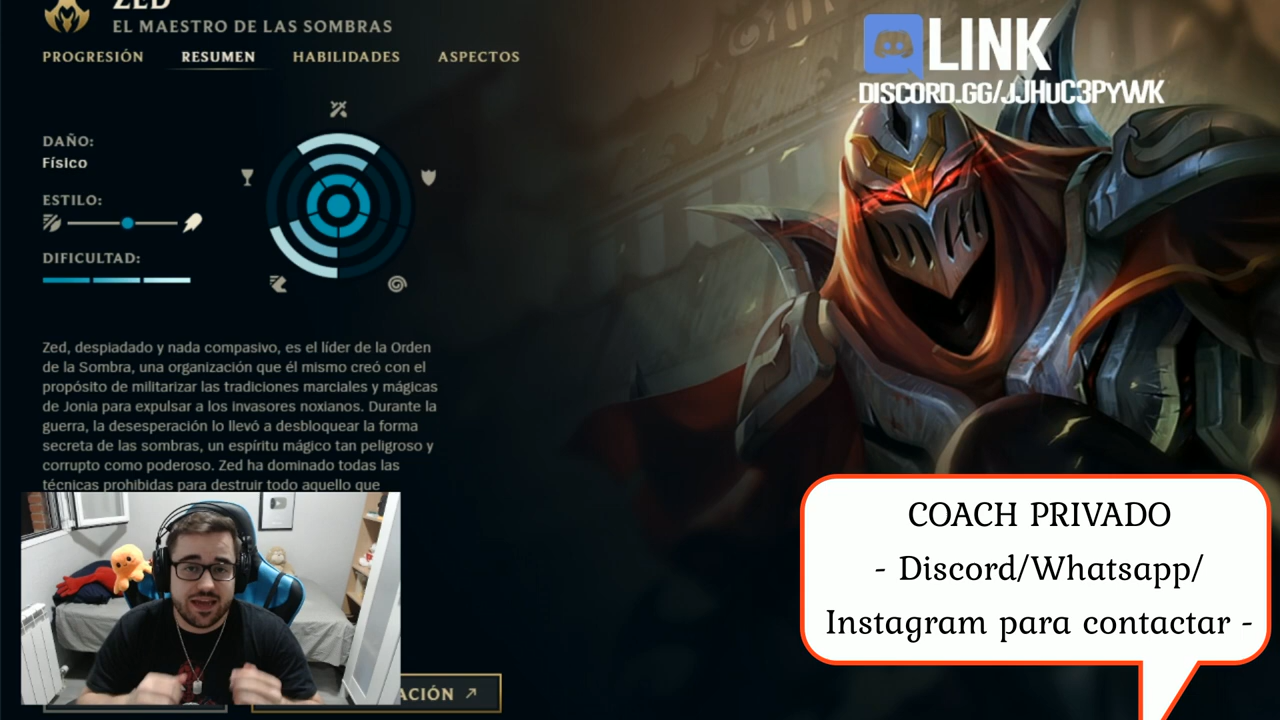 ZED
EL MAESTRO DE LAS SOMBRAS
PROGRESIÓN RESUMEN HABILIDADES ASPECTOS
DAÑO:
Físico
ESTILO:
DIFICULTAD:
Zed, despiadado y nada compasivo, es el líder de la Orden
de la Sombra, una organización que él mismo creó con el
propósito de militarizar las tradiciones marciales y mágicas
de Jonia para expulsar a los invasores noxianos. Durante la
guerra, la desesperación lo llevó a desbloquear la forma
secreta de las sombras, un espíritu mágico tan peligroso y
corrupto como poderoso. Zed ha dominado todas las
técnicas prohibidas para destruir todo aquello que
ACIÓN
LINK
DISCORD.GG/JJHUC3PYWK
COACH PRIVADO
- Discord/Whatsapp/
Instagram para contactar -